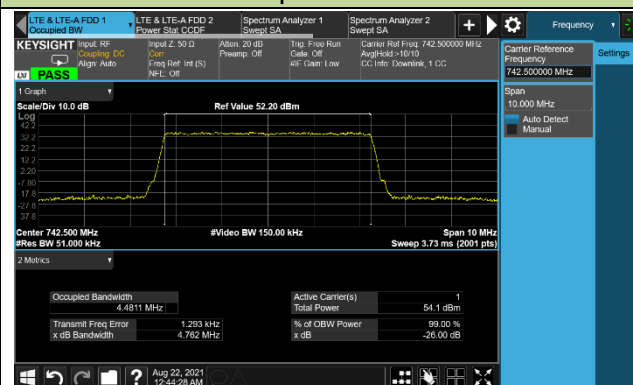 LTE & LTE-A FDD 1
Occupied BW
LTE & LTE-A FDD 2
Power Stat CCDF
Spectrum Analyzer 1
Swept SA
Spectrum Analyzer 2
Swept SA
Frequency
KEYSIGHT
Input: RF
Coupling: DC
Align: Auto
Input Z: 50 Ω
Corr
Freq Ref: Int (S)
NFE: Off
Atten: 20 dB
Preamp: Off
Trig: Free Run
Gate: Off
#IF Gain: Low
Carrier Ref Freq: 742.500000 MHz
Avg|Hold:>10/10
CC Info: Downlink, 1 CC
LXI PASS
Carrier Reference
Frequency
742.500000 MHz
Settings
Span
10.000 MHz
Auto Detect
Manual
1 Graph
Scale/Div 10.0 dB
Ref Value 52.20 dBm
Log
42.2
32.2
22.2
12.2
2.20
-7.80
-17.8
-27.8
-37.8
Center 742.500 MHz
#Video BW 150.00 kHz
Span 10 MHz
#Res BW 51.000 kHz
Sweep 3.73 ms (2001 pts)
2 Metrics
Occupied Bandwidth
4.4811 MHz
Active Carrier(s)
1
Total Power
54.1 dBm
Transmit Freq Error
1.293 kHz
% of OBW Power
99.00 %
x dB Bandwidth
4.762 MHz
x dB
-26.00 dB
?
Aug 22, 2021
12:44:28 AM